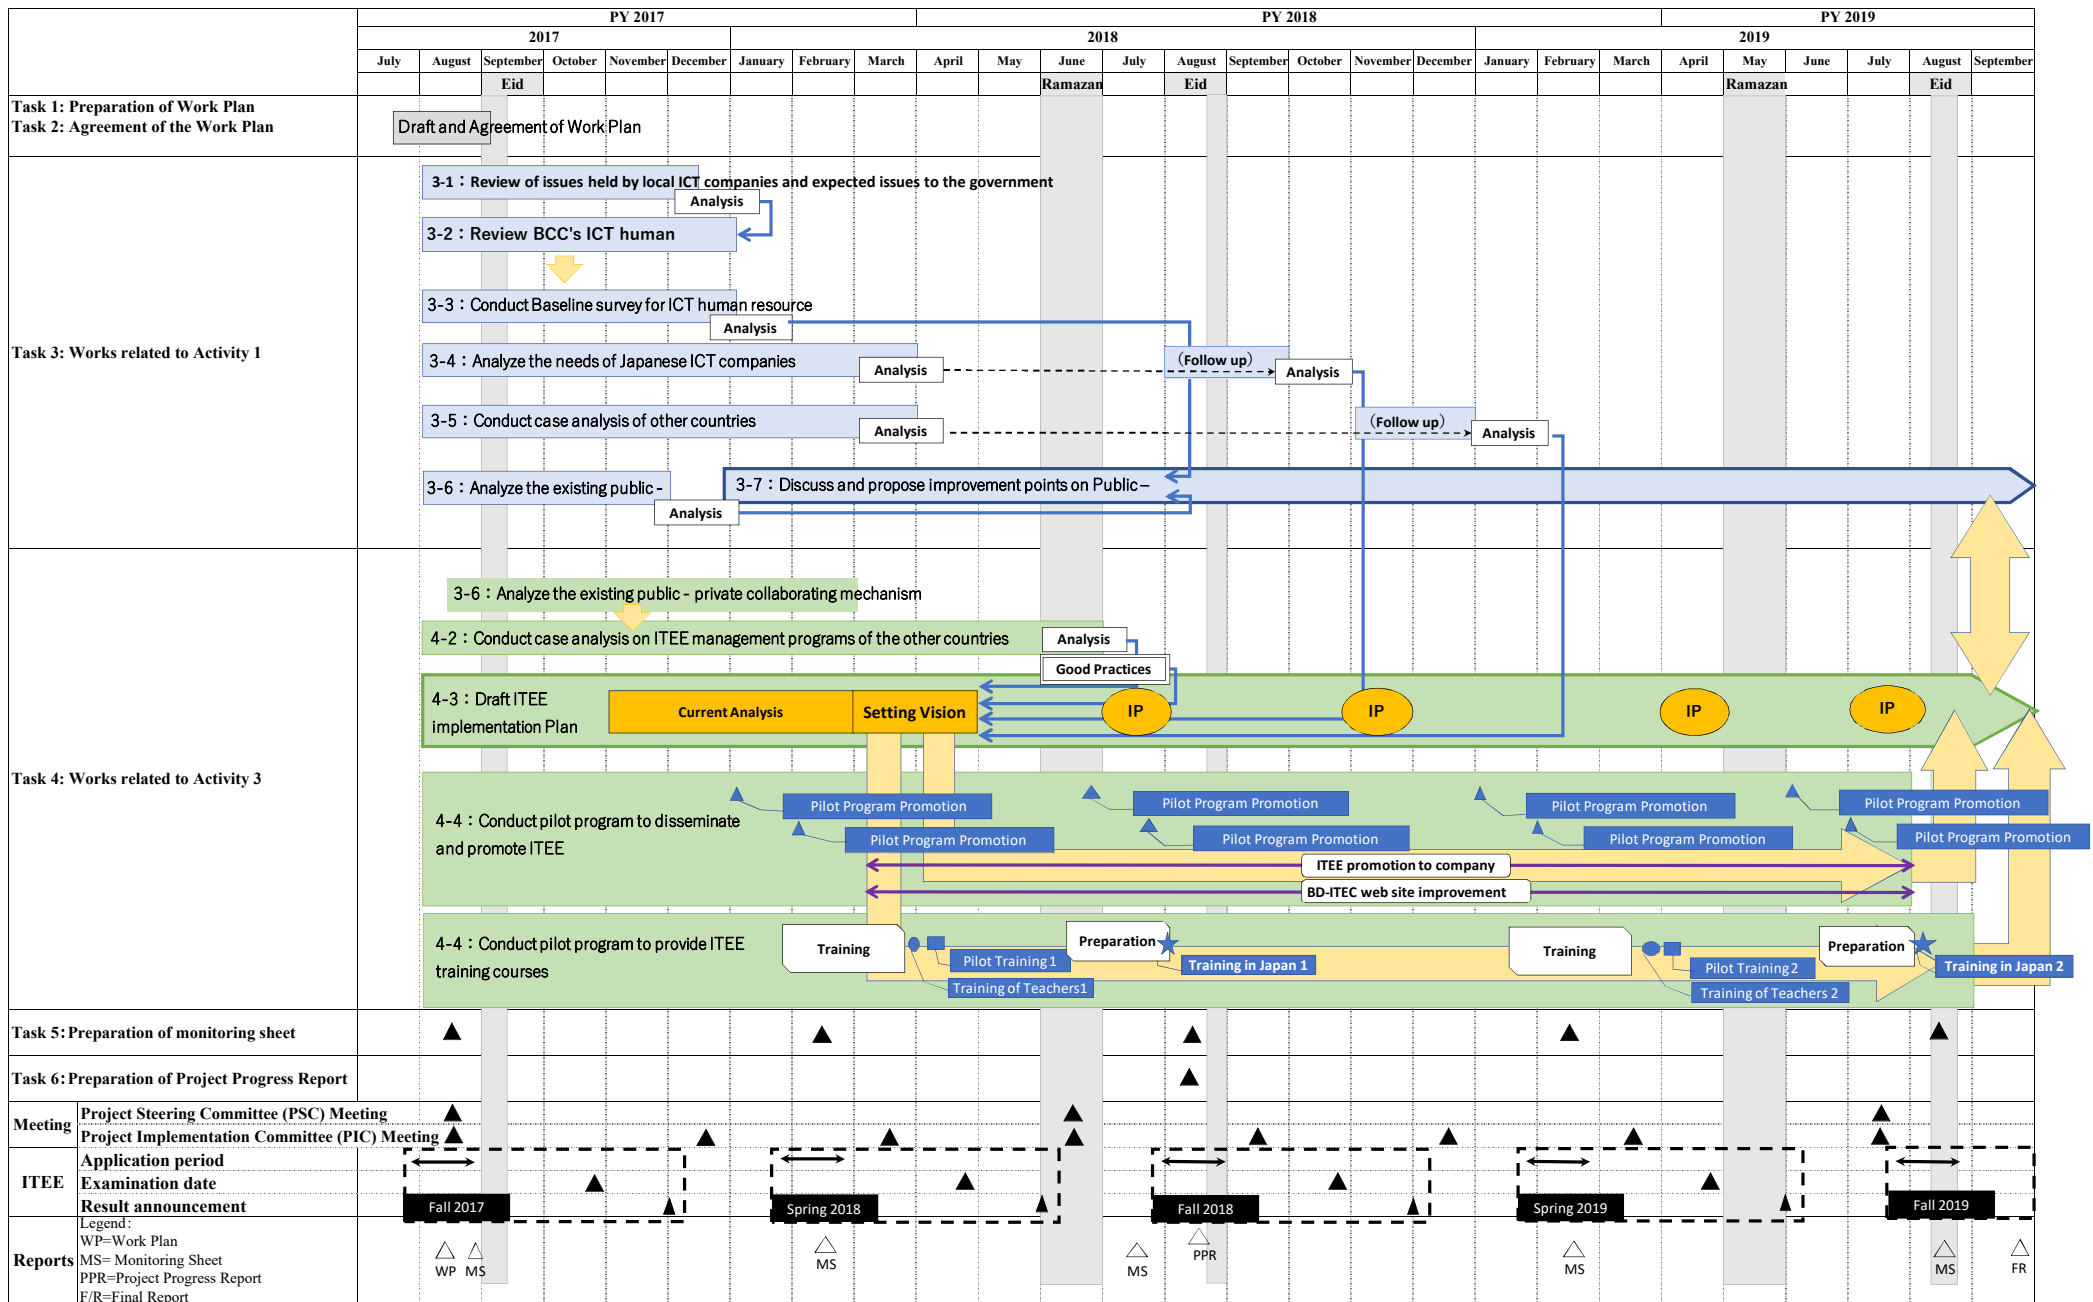 PY 2017
PY 2018
PY 2019
2017
2018
2019
July August September October November December January February March April May June July August September October November December January February March April May June July August September
Eid
Ramazan
Eid
Ramazan
Eid
Task 1: Preparation of Work Plan
Task 2: Agreement of the Work Plan
Draft and Agreement of Work Plan
Task 3: Works related to Activity 1
3-1：Review of issues held by local ICT companies and expected issues to the government
Analysis
3-2：Review BCC's ICT human
3-3：Conduct Baseline survey for ICT human resource
Analysis
3-4：Analyze the needs of Japanese ICT companies
Analysis
（Follow up）
Analysis
3-5：Conduct case analysis of other countries
Analysis
（Follow up）
Analysis
3-6：Analyze the existing public -
Analysis
3-7：Discuss and propose improvement points on Public –
Task 4: Works related to Activity 3
3-6：Analyze the existing public - private collaborating mechanism
4-2：Conduct case analysis on ITEE management programs of the other countries
Analysis
Good Practices
4-3：Draft ITEE
implementation Plan
Current Analysis
Setting Vision
IP
IP
IP
IP
4-4：Conduct pilot program to disseminate
and promote ITEE
Pilot Program Promotion
Pilot Program Promotion
Pilot Program Promotion
Pilot Program Promotion
Pilot Program Promotion
Pilot Program Promotion
Pilot Program Promotion
Pilot Program Promotion
ITEE promotion to company
BD-ITEC web site improvement
4-4：Conduct pilot program to provide ITEE
training courses
Training
Pilot Training 1
Training of Teachers1
Preparation
Training in Japan 1
Training
Pilot Training 2
Training of Teachers 2
Preparation
Training in Japan 2
Task 5: Preparation of monitoring sheet
Task 6: Preparation of Project Progress Report
Meeting
Project Steering Committee (PSC) Meeting
Project Implementation Committee (PIC) Meeting
ITEE
Application period
Examination date
Result announcement
Fall 2017
Spring 2018
Fall 2018
Spring 2019
Fall 2019
Reports
Legend:
WP=Work Plan
MS= Monitoring Sheet
PPR=Project Progress Report
F/R=Final Report
WP
MS
MS
MS
PPR
MS
MS
FR